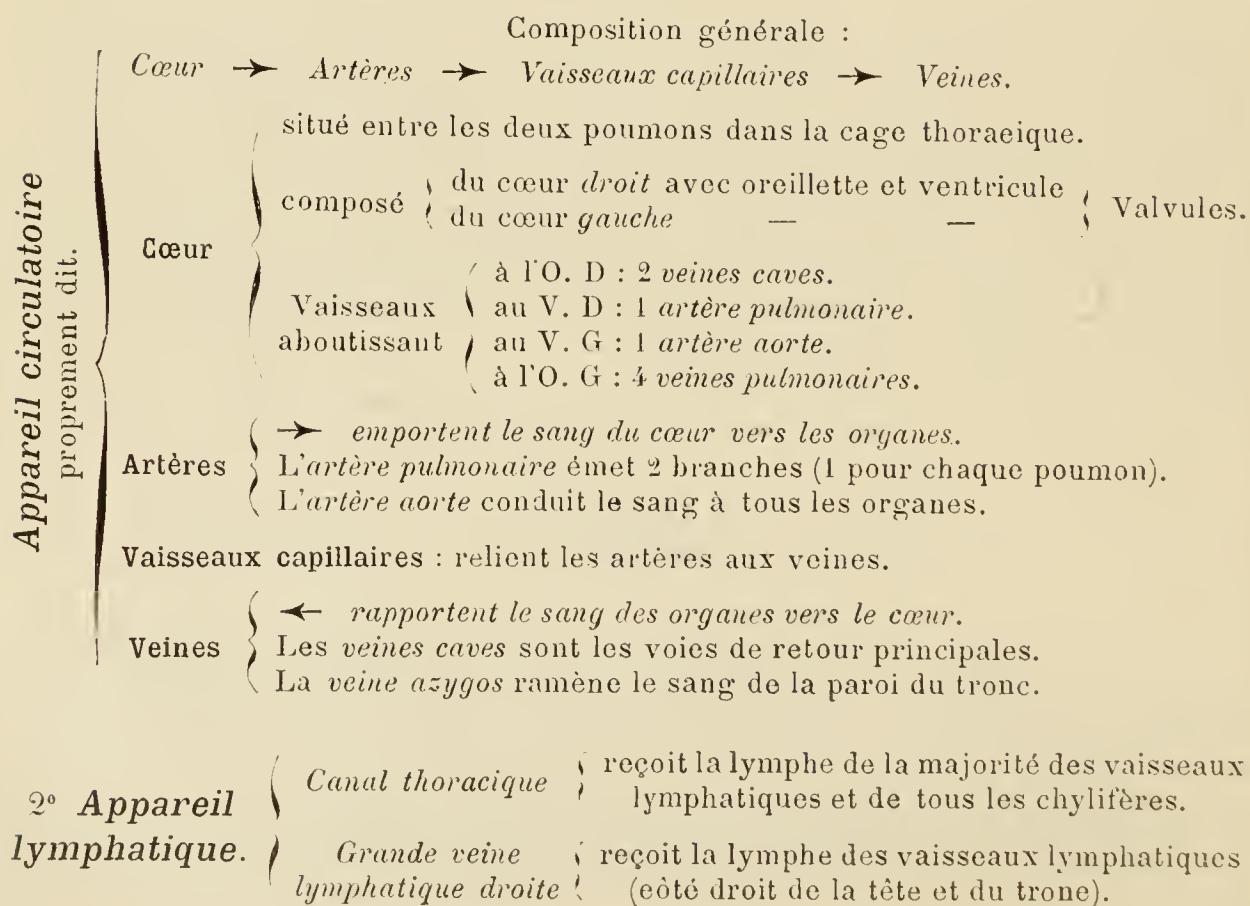 Composition générale :
Cœur → Artères → Vaisseaux capillaires → Veines.
Appareil circulatoire
proprement dit.
Cœur
situé entre les deux poumons dans la cage thoracique.
composé
du cœur droit avec oreillette et ventricule
du cœur gauche — —
Valvules.
Vaisseaux
aboutissant
à l'O. D : 2 veines caves.
au V. D : 1 artère pulmonaire.
au V. G : 1 artère aorte.
à l'O. G : 4 veines pulmonaires.
Artères
→ emportent le sang du cœur vers les organes.
L'artère pulmonaire émet 2 branches (1 pour chaque poumon).
L'artère aorte conduit le sang à tous les organes.
Vaisseaux capillaires : relient les artères aux veines.
Veines
← rapportent le sang des organes vers le cœur.
Les veines caves sont les voies de retour principales.
La veine azygos ramène le sang de la paroi du tronc.
2° Appareil
lymphatique.
Canal thoracique
reçoit la lymphe de la majorité des vaisseaux
lymphatiques et de tous les chylifères.
Grande veine
lymphatique droite
reçoit la lymphe des vaisseaux lymphatiques
(côté droit de la tête et du tronc).